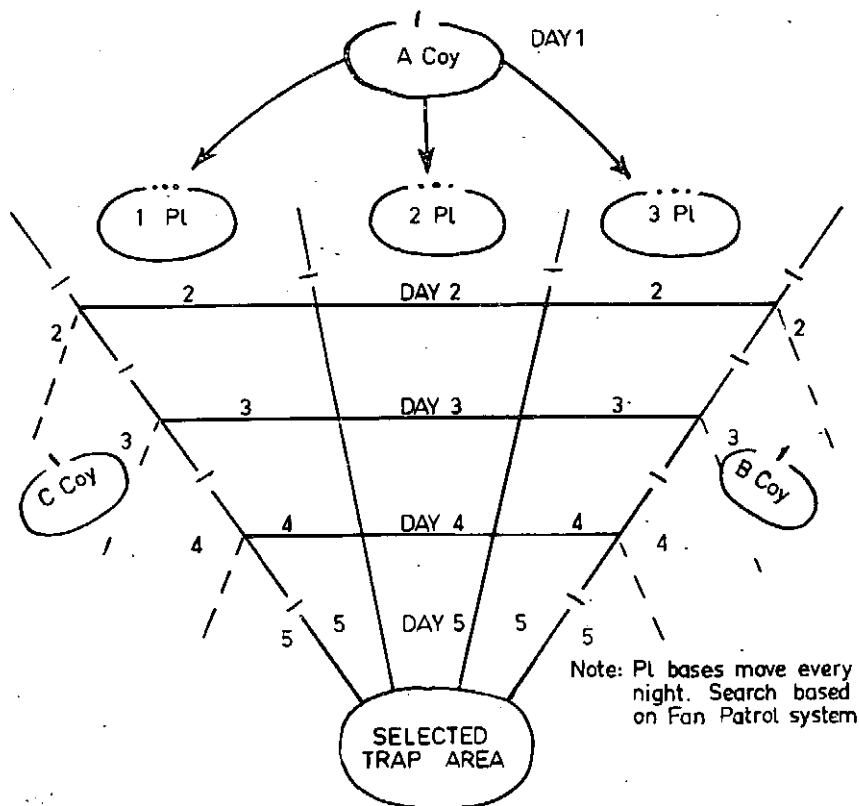 A Coy
DAY 1
1 Pl
2 Pl
3 Pl
2
DAY 2
2
2
2
3
DAY 3
3
3
3
C Coy
B Coy
4
4
DAY 4
4
4
5
5
DAY 5
5
5
Note: Pl bases move every
night. Search based
on Fan Patrol system
SELECTED
TRAP AREA